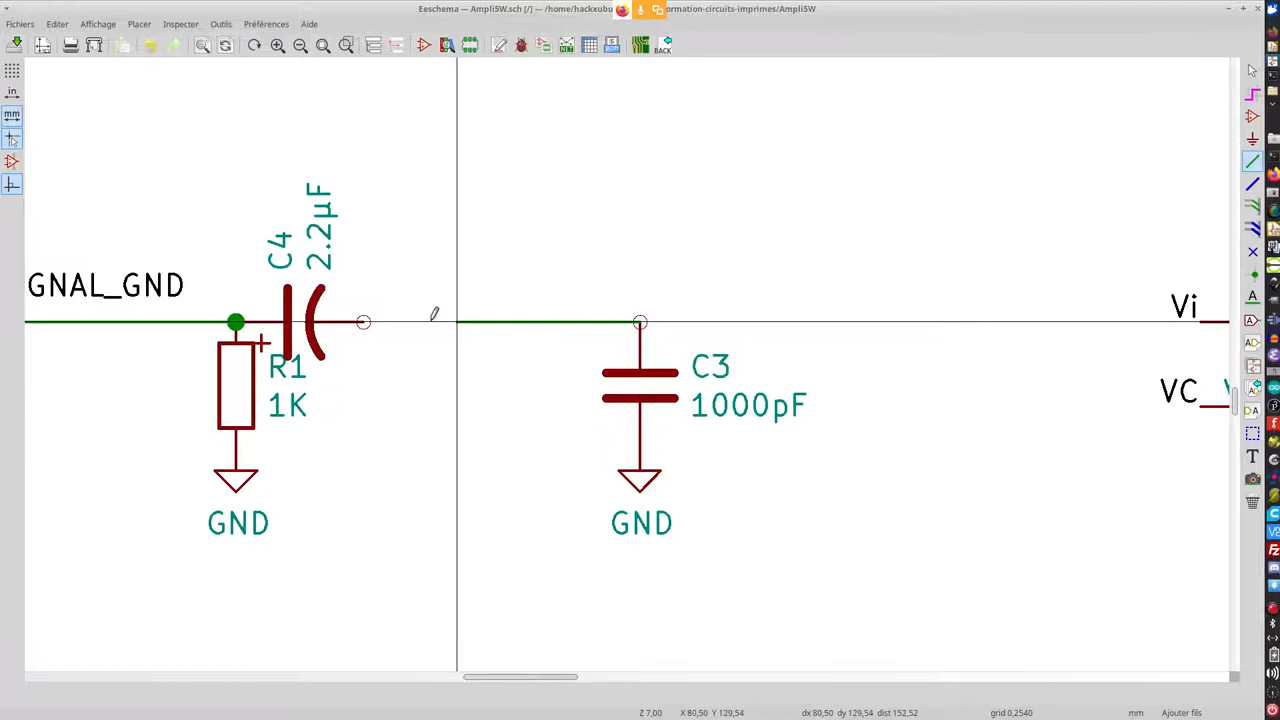 Eeschema — Ampli5W.sch [/] — /home/hackxubu
ormation-circuits-imprimes/Ampli5W
Fichiers Editer Affichage Placer Inspecter Outils Préférences Aide
BACK
in
mm
C4
2.2µF
GNAL_GND
Vi
R1
1K
C3
1000pF
VC_
GND
GND
Z 7,00 X 80,50 Y 129,54 dx 80,50 dy 129,54 dist 152,52 grid 0,2540 mm Ajouter fils